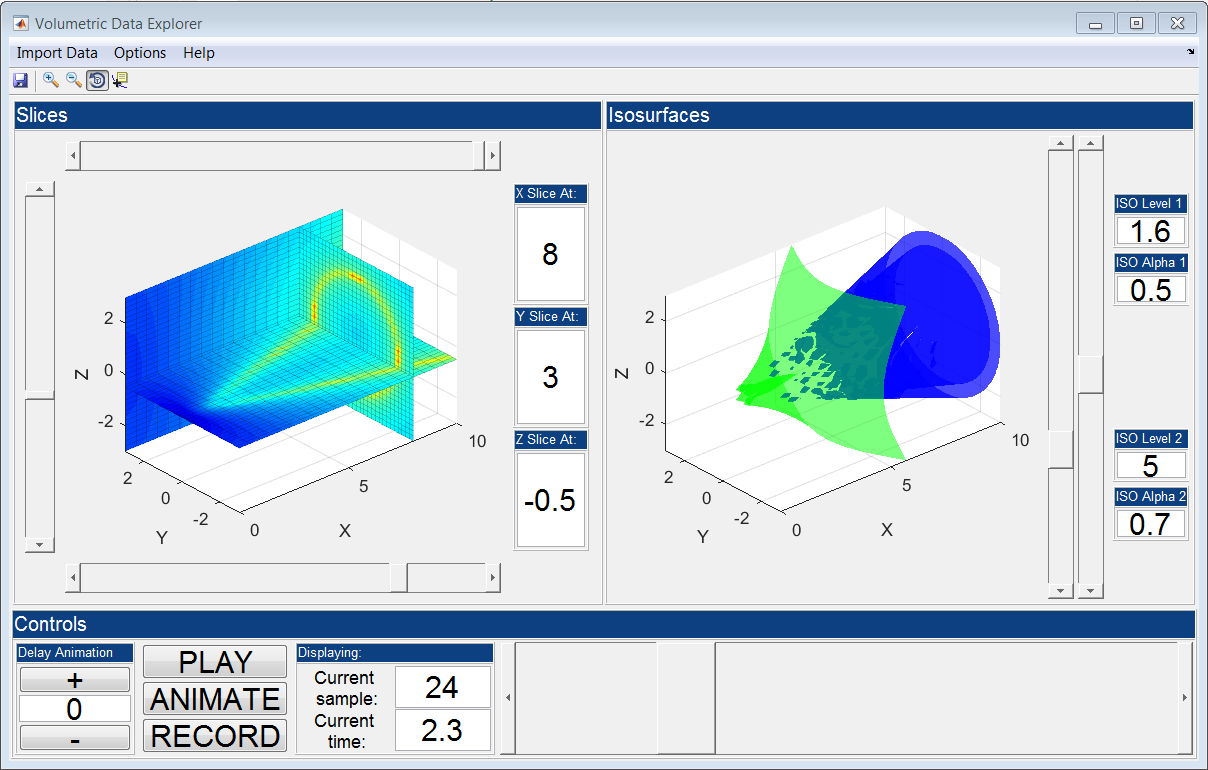 Volumetric Data Explorer
Import Data Options Help
Slices
X Slice At:
8
Y Slice At:
3
Z Slice At:
-0.5
2
0
-2
Z
2
0
-2
Y
0
5
10
X
Isosurfaces
2
0
-2
Z
2
0
-2
Y
0
5
10
X
ISO Level 1
1.6
ISO Alpha 1
0.5
ISO Level 2
5
ISO Alpha 2
0.7
Controls
Delay Animation
+
0
-
PLAY
ANIMATE
RECORD
Displaying:
Current
sample:
24
Current
time:
2.3